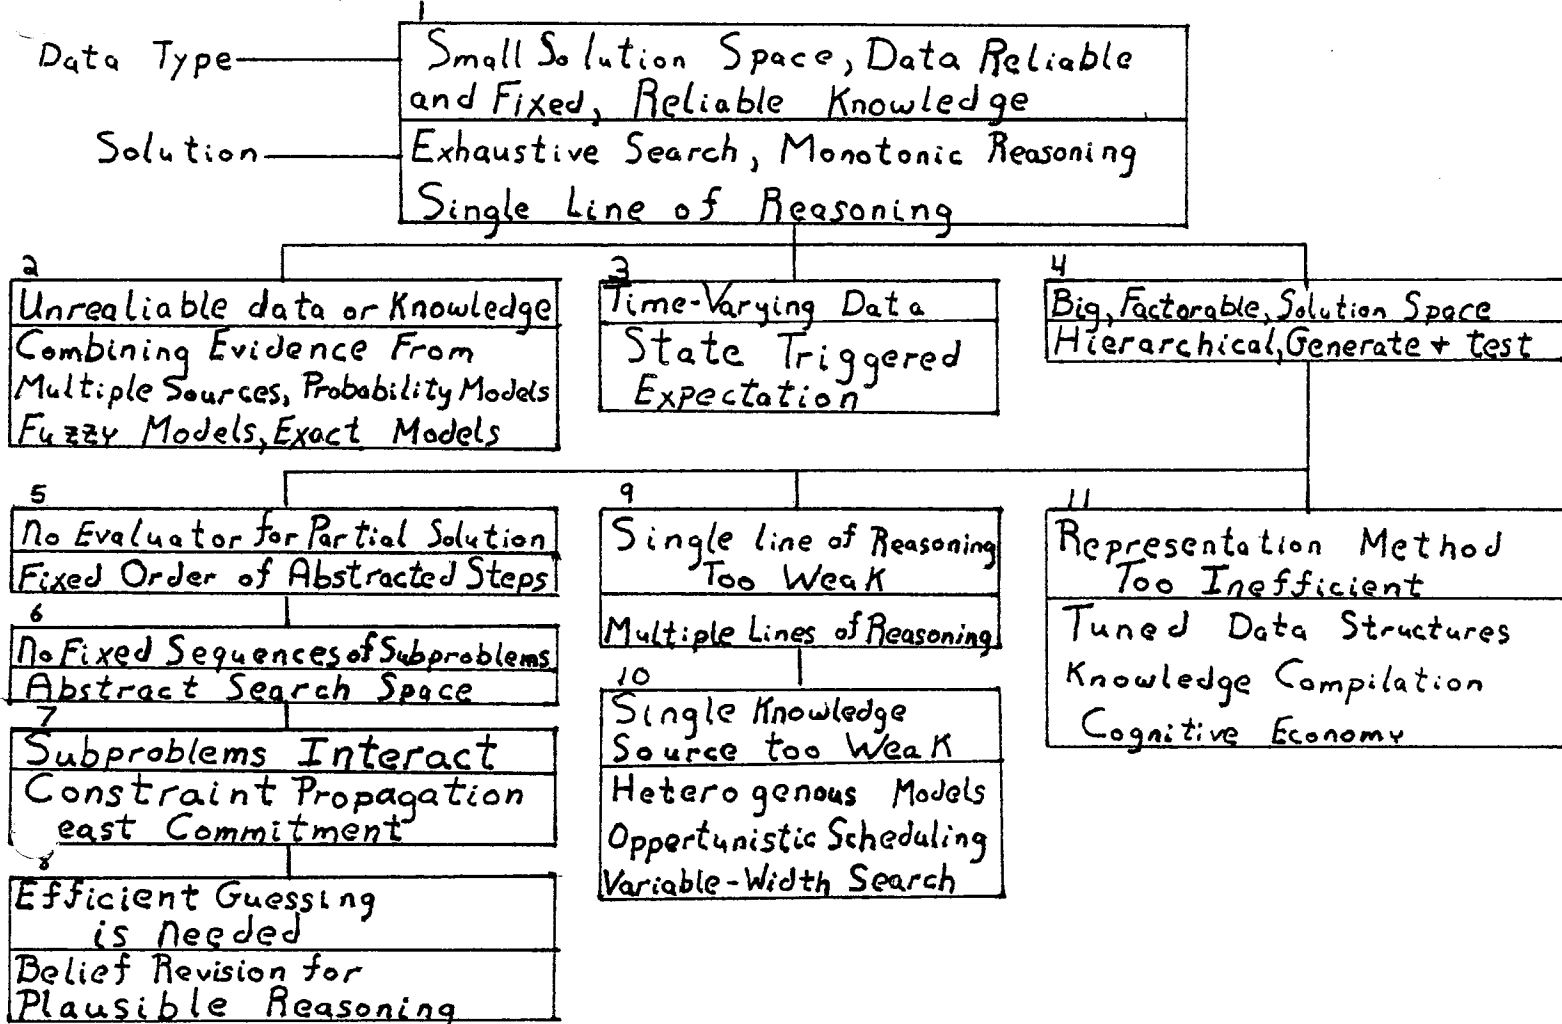 1
Data Type
Small Solution Space, Data Reliable
and Fixed, Reliable Knowledge
Solution
Exhaustive Search, Monotonic Reasoning
Single Line of Reasoning
2
Unrealiable data or Knowledge
Combining Evidence From
Multiple Sources, Probability Models
Fuzzy Models, Exact Models
3
Time-Varying Data
State Triggered
Expectation
4
Big, Factorable, Solution Space
Hierarchical, Generate + test
5
No Evaluator for Partial Solution
Fixed Order of Abstracted Steps
6
No Fixed Sequences of Subproblems
Abstract Search Space
7
Subproblems Interact
Constraint Propagation
east Commitment
8
Efficient Guessing
is needed
Belief Revision for
Plausible Reasoning
9
Single line of Reasoning
Too Weak
Multiple Lines of Reasoning
10
Single Knowledge
Source too Weak
Heterogenous Models
Oppertunistic Scheduling
Variable-Width Search
11
Representation Method
Too Inefficient
Tuned Data Structures
Knowledge Compilation
Cognitive Economy